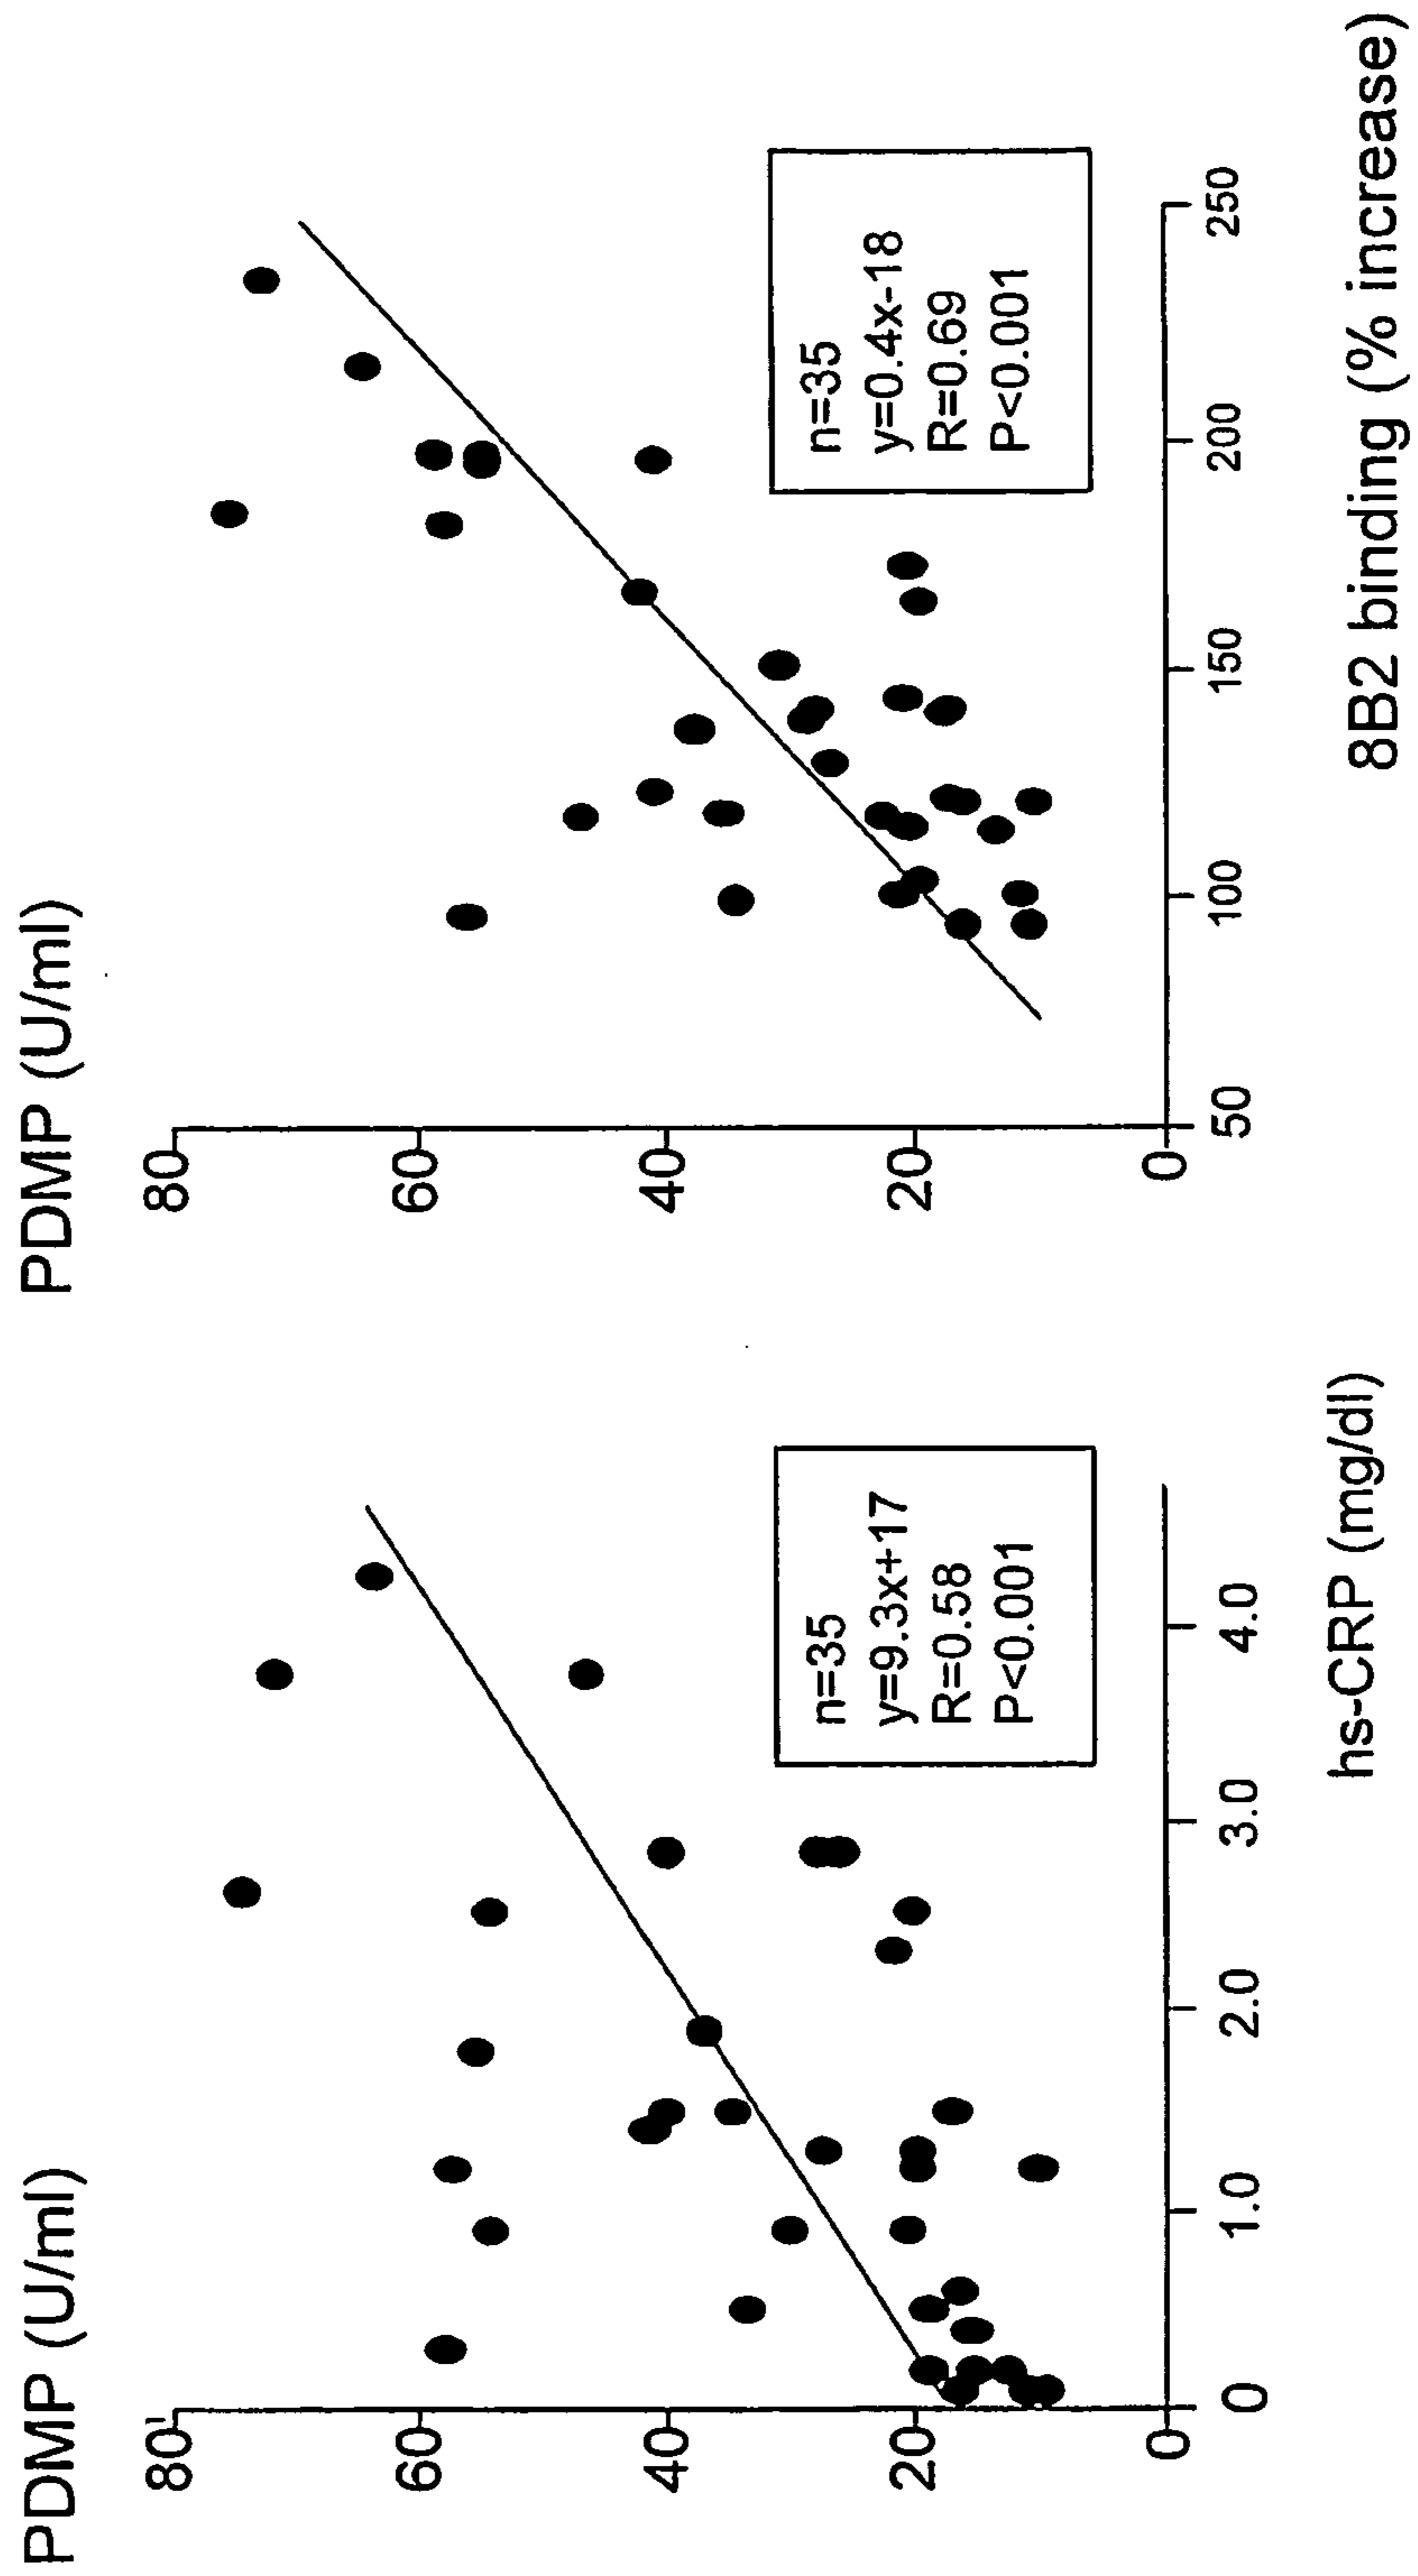 PDMP (U/ml)
80
60
40
20
0
0
1.0
2.0
3.0
4.0
hs-CRP (mg/dl)
n=35
y=9.3x+17
R=0.58
P<0.001
PDMP (U/ml)
80
60
40
20
0
50
100
150
200
250
8B2 binding (% increase)
n=35
y=0.4x-18
R=0.69
P<0.001